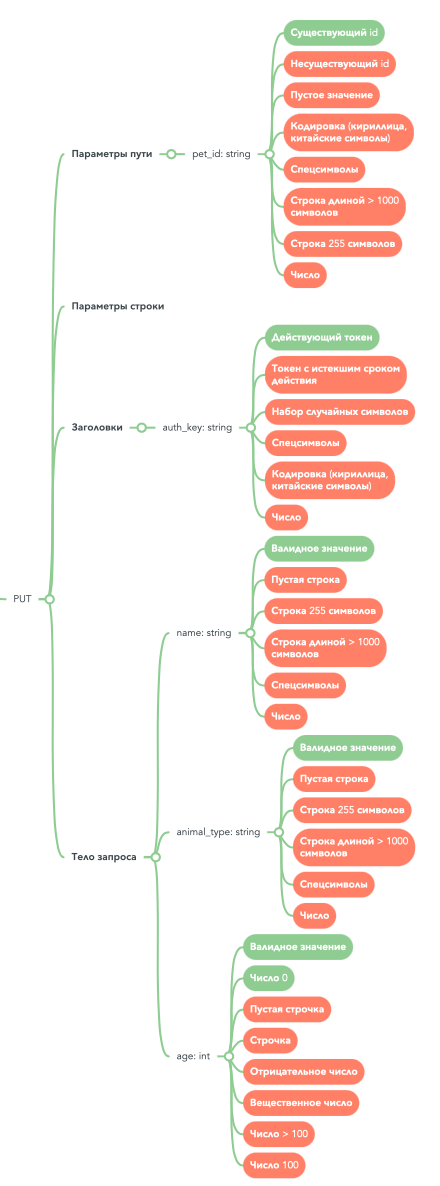 PUT
Параметры пути
pet_id: string
Существующий id
Несуществующий id
Пустое значение
Кодировка (кириллица,
китайские символы)
Спецсимволы
Строка длиной > 1000
символов
Строка 255 символов
Число
Параметры строки
Заголовки
auth_key: string
Действующий токен
Токен с истекшим сроком
действия
Набор случайных символов
Спецсимволы
Кодировка (кириллица,
китайские символы)
Число
Тело запроса
name: string
Валидное значение
Пустая строка
Строка 255 символов
Строка длиной > 1000
символов
Спецсимволы
Число
animal_type: string
Валидное значение
Пустая строка
Строка 255 символов
Строка длиной > 1000
символов
Спецсимволы
Число
age: int
Валидное значение
Число 0
Пустая строчка
Строчка
Отрицательное число
Вещественное число
Число > 100
Число 100